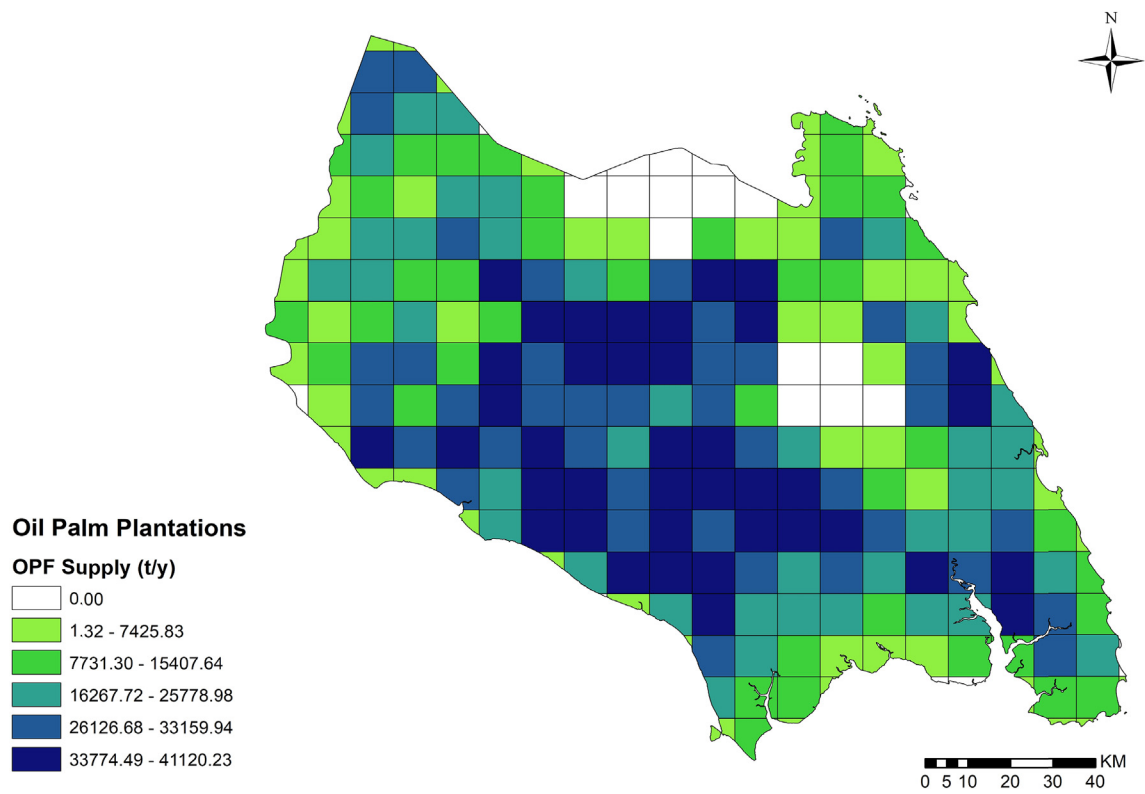 N
Oil Palm Plantations
OPF Supply (t/y)
0.00
1.32 - 7425.83
7731.30 - 15407.64
16267.72 - 25778.98
26126.68 - 33159.94
33774.49 - 41120.23
KM
0 5 10 20 30 40